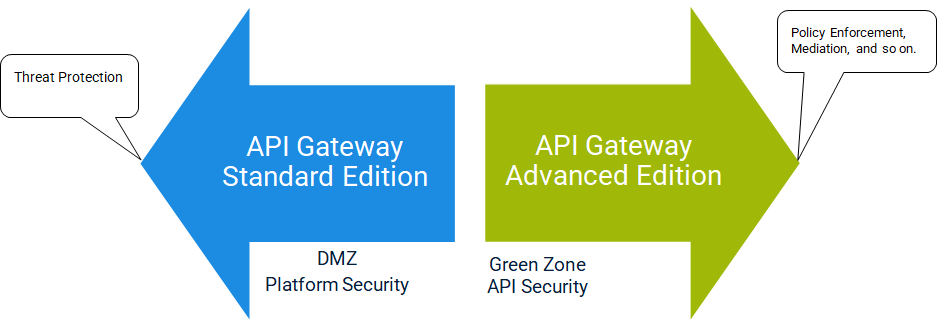 Threat Protection
API Gateway
Standard Edition
DMZ
Platform Security
API Gateway
Advanced Edition
Green Zone
API Security
Policy Enforcement,
Mediation, and so on.